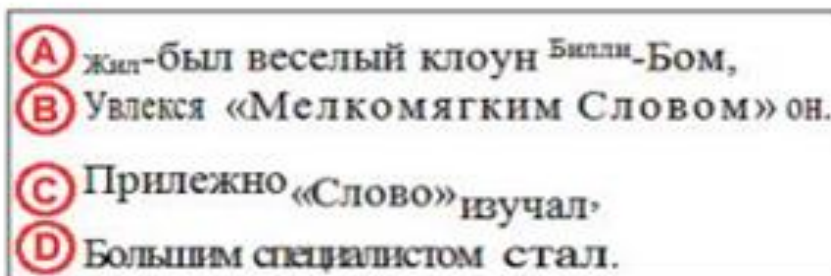 A Жил-был веселый клоун Билли-Бом,
B Увлекся «Мелкомягким Словом» он.
C Прилежно «Слово» изучал,
D Большим специалистом стал.